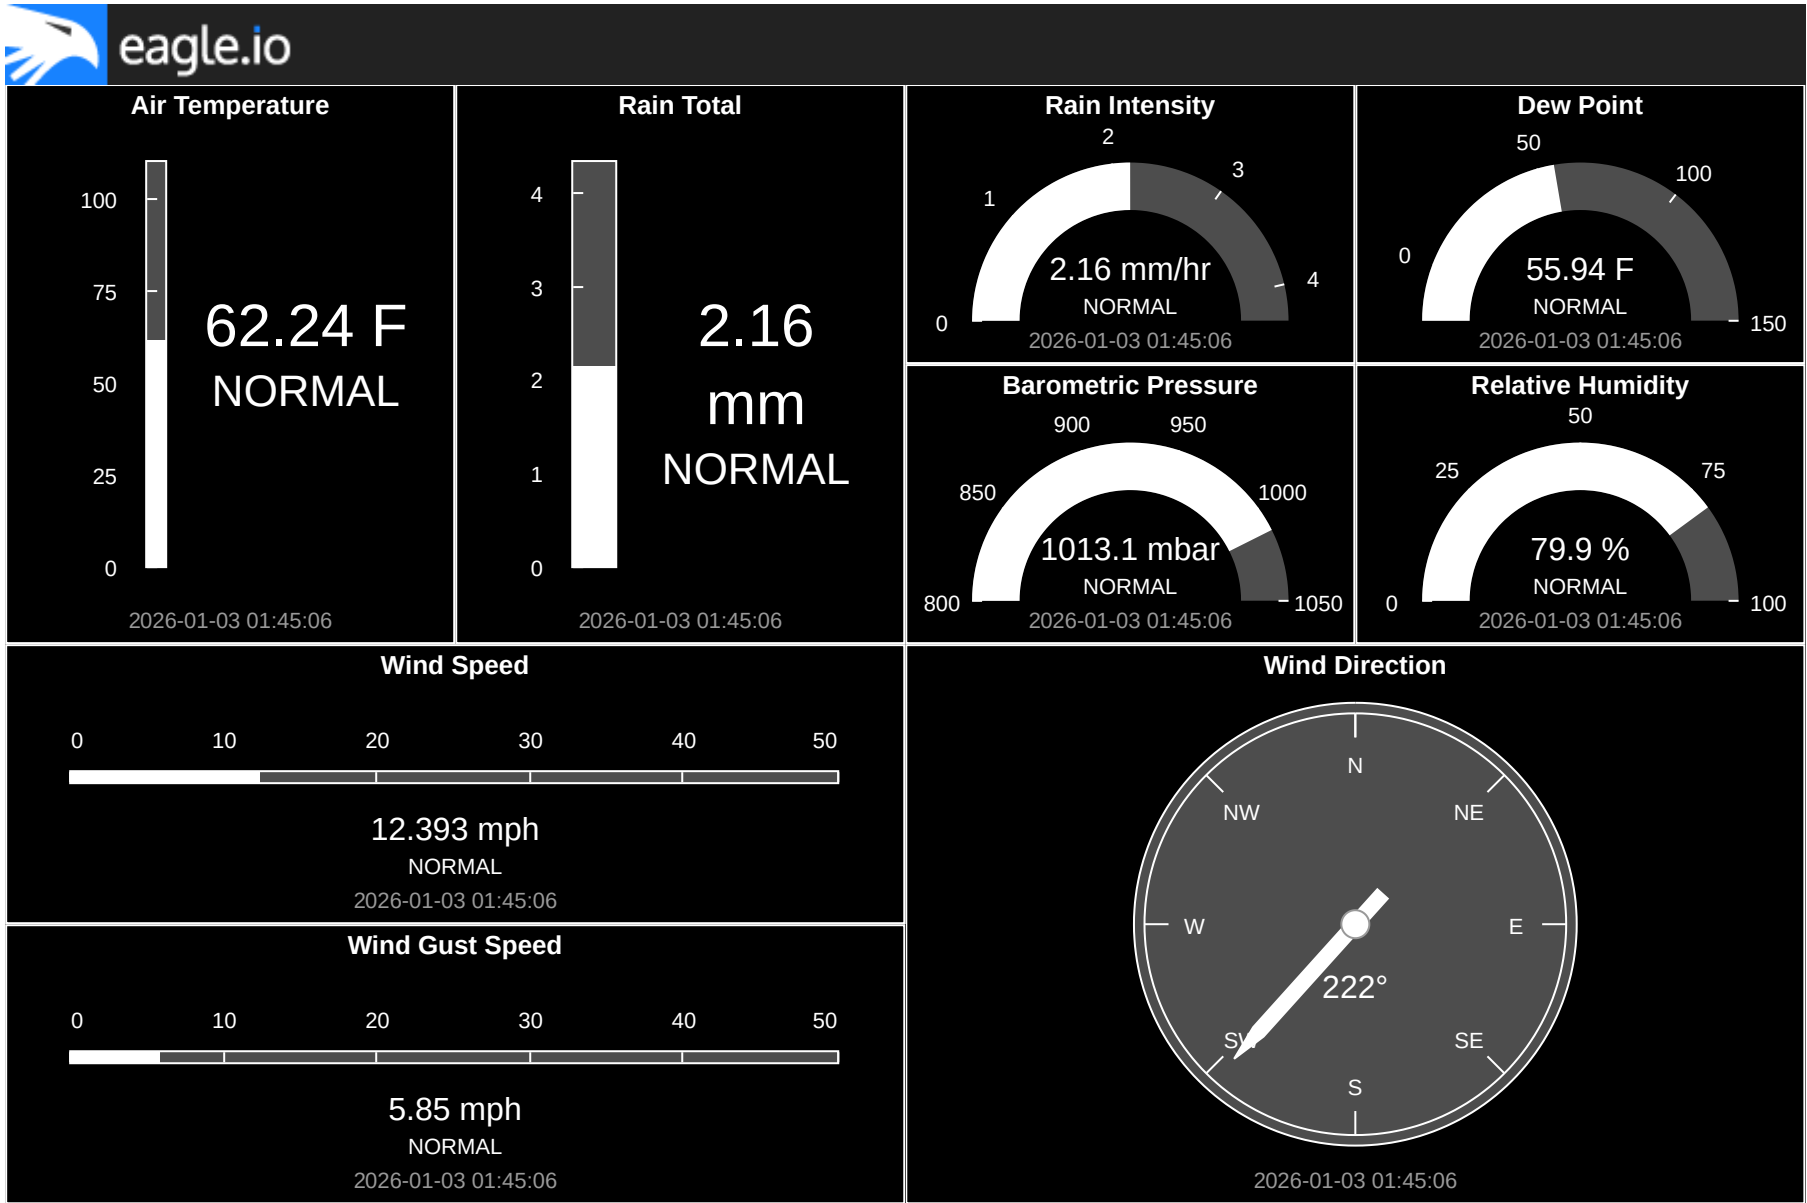 eagle.io
Air Temperature
100
75
50
25
0
62.24 F
NORMAL
2026-01-03 01:45:06
Rain Total
4
3
2
1
0
2.16
mm
NORMAL
2026-01-03 01:45:06
Rain Intensity
0
1
2
3
4
2.16 mm/hr
NORMAL
2026-01-03 01:45:06
Dew Point
0
50
100
150
55.94 F
NORMAL
2026-01-03 01:45:06
Barometric Pressure
800
850
900
950
1000
1050
1013.1 mbar
NORMAL
2026-01-03 01:45:06
Relative Humidity
0
25
50
75
100
79.9 %
NORMAL
2026-01-03 01:45:06
Wind Speed
0 10 20 30 40 50
12.393 mph
NORMAL
2026-01-03 01:45:06
Wind Gust Speed
0 10 20 30 40 50
5.85 mph
NORMAL
2026-01-03 01:45:06
Wind Direction
N
NW NE
W E
222°
SW SE
S
2026-01-03 01:45:06